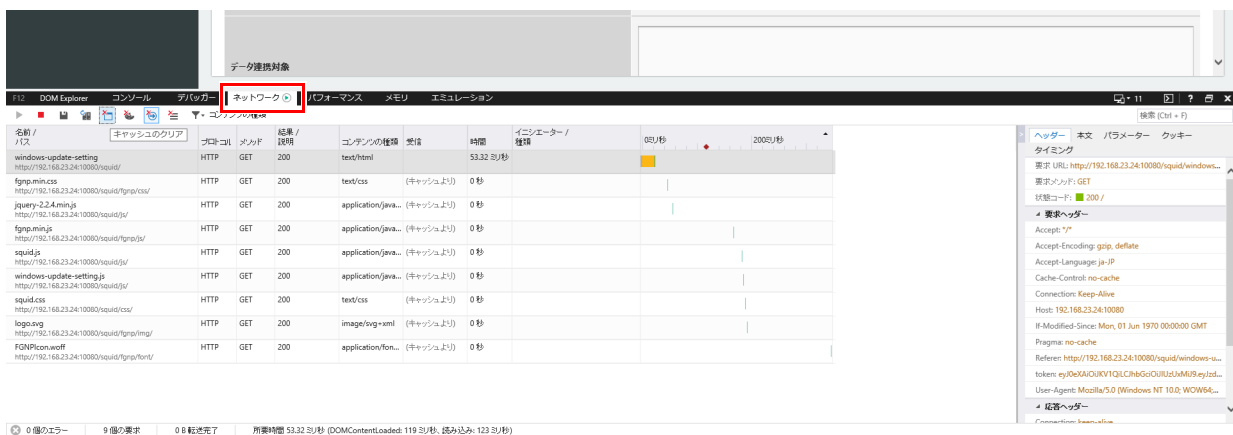 データ連携対象
F12 DOM Explorer コンソール デバッガー ネットワーク パフォーマンス メモリ エミュレーション 11 ?
コンテンツの種類 検索 (Ctrl + F)
キャッシュのクリア
名前 / パス プロトコル メソッド 結果 / 説明 コンテンツの種類 受信 時間 イニシエーター / 種類 0ミリ秒 200ミリ秒
windows-update-setting HTTP GET 200 text/html 53.32 ミリ秒
http://192.168.23.24:10080/squid/
fgnp.min.css HTTP GET 200 text/css (キャッシュより) 0 秒
http://192.168.23.24:10080/squid/fgnp/css/
jquery-2.2.4.min.js HTTP GET 200 application/java... (キャッシュより) 0 秒
http://192.168.23.24:10080/squid/js/
fgnp.min.js HTTP GET 200 application/java... (キャッシュより) 0 秒
http://192.168.23.24:10080/squid/fgnp/js/
squid.js HTTP GET 200 application/java... (キャッシュより) 0 秒
http://192.168.23.24:10080/squid/js/
windows-update-setting.js HTTP GET 200 application/java... (キャッシュより) 0 秒
http://192.168.23.24:10080/squid/js/
squid.css HTTP GET 200 text/css (キャッシュより) 0 秒
http://192.168.23.24:10080/squid/css/
logo.svg HTTP GET 200 image/svg+xml (キャッシュより) 0 秒
http://192.168.23.24:10080/squid/fgnp/img/
FGNPIcon.woff HTTP GET 200 application/fon... (キャッシュより) 0 秒
http://192.168.23.24:10080/squid/fgnp/font/
ヘッダー 本文 パラメーター クッキー
タイミング
要求 URL: http://192.168.23.24:10080/squid/windows...
要求メソッド: GET
状態コード: 200 /
要求ヘッダー
Accept: */*
Accept-Encoding: gzip, deflate
Accept-Language: ja-JP
Cache-Control: no-cache
Connection: Keep-Alive
Host: 192.168.23.24:10080
If-Modified-Since: Mon, 01 Jun 1970 00:00:00 GMT
Pragma: no-cache
Referer: http://192.168.23.24:10080/squid/windows-u...
User-Agent: Mozilla/5.0 (Windows NT 10.0; WOW64;...
応答ヘッダー
Connection: keep-alive
0 個のエラー 9 個の要求 0 B 転送完了 所要時間 53.32 ミリ秒 (DOMContentLoaded: 119 ミリ秒, 読み込み: 123 ミリ秒)